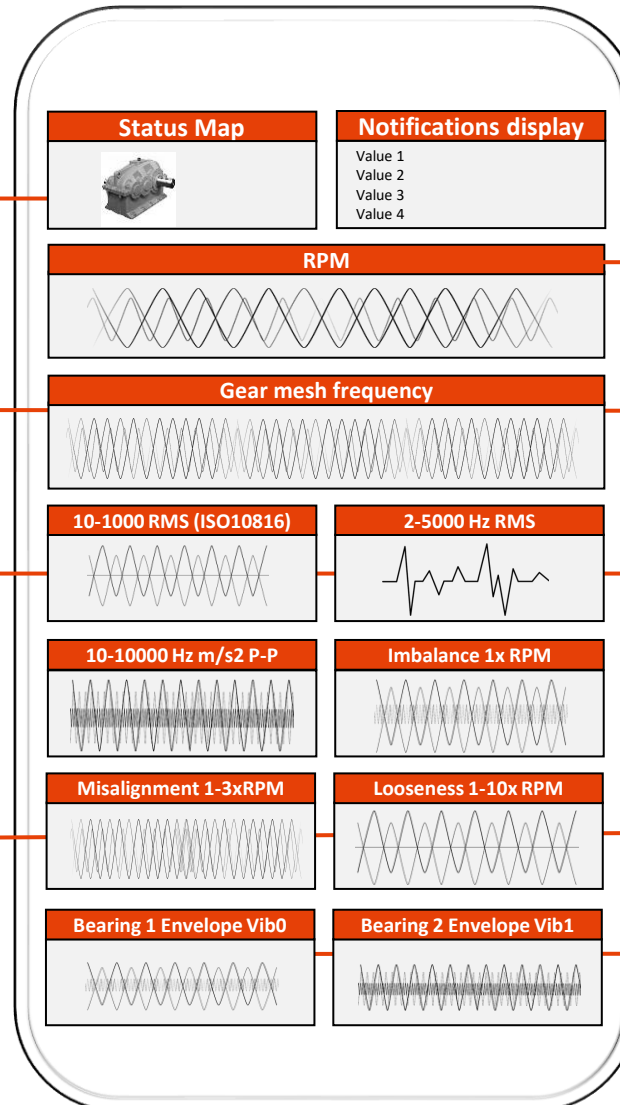 Status Map
Notifications display
Value 1
Value 2
Value 3
Value 4
RPM
Gear mesh frequency
10-1000 RMS (ISO10816)
2-5000 Hz RMS
10-10000 Hz m/s2 P-P
Imbalance 1x RPM
Misalignment 1-3xRPM
Looseness 1-10x RPM
Bearing 1 Envelope Vib0
Bearing 2 Envelope Vib1